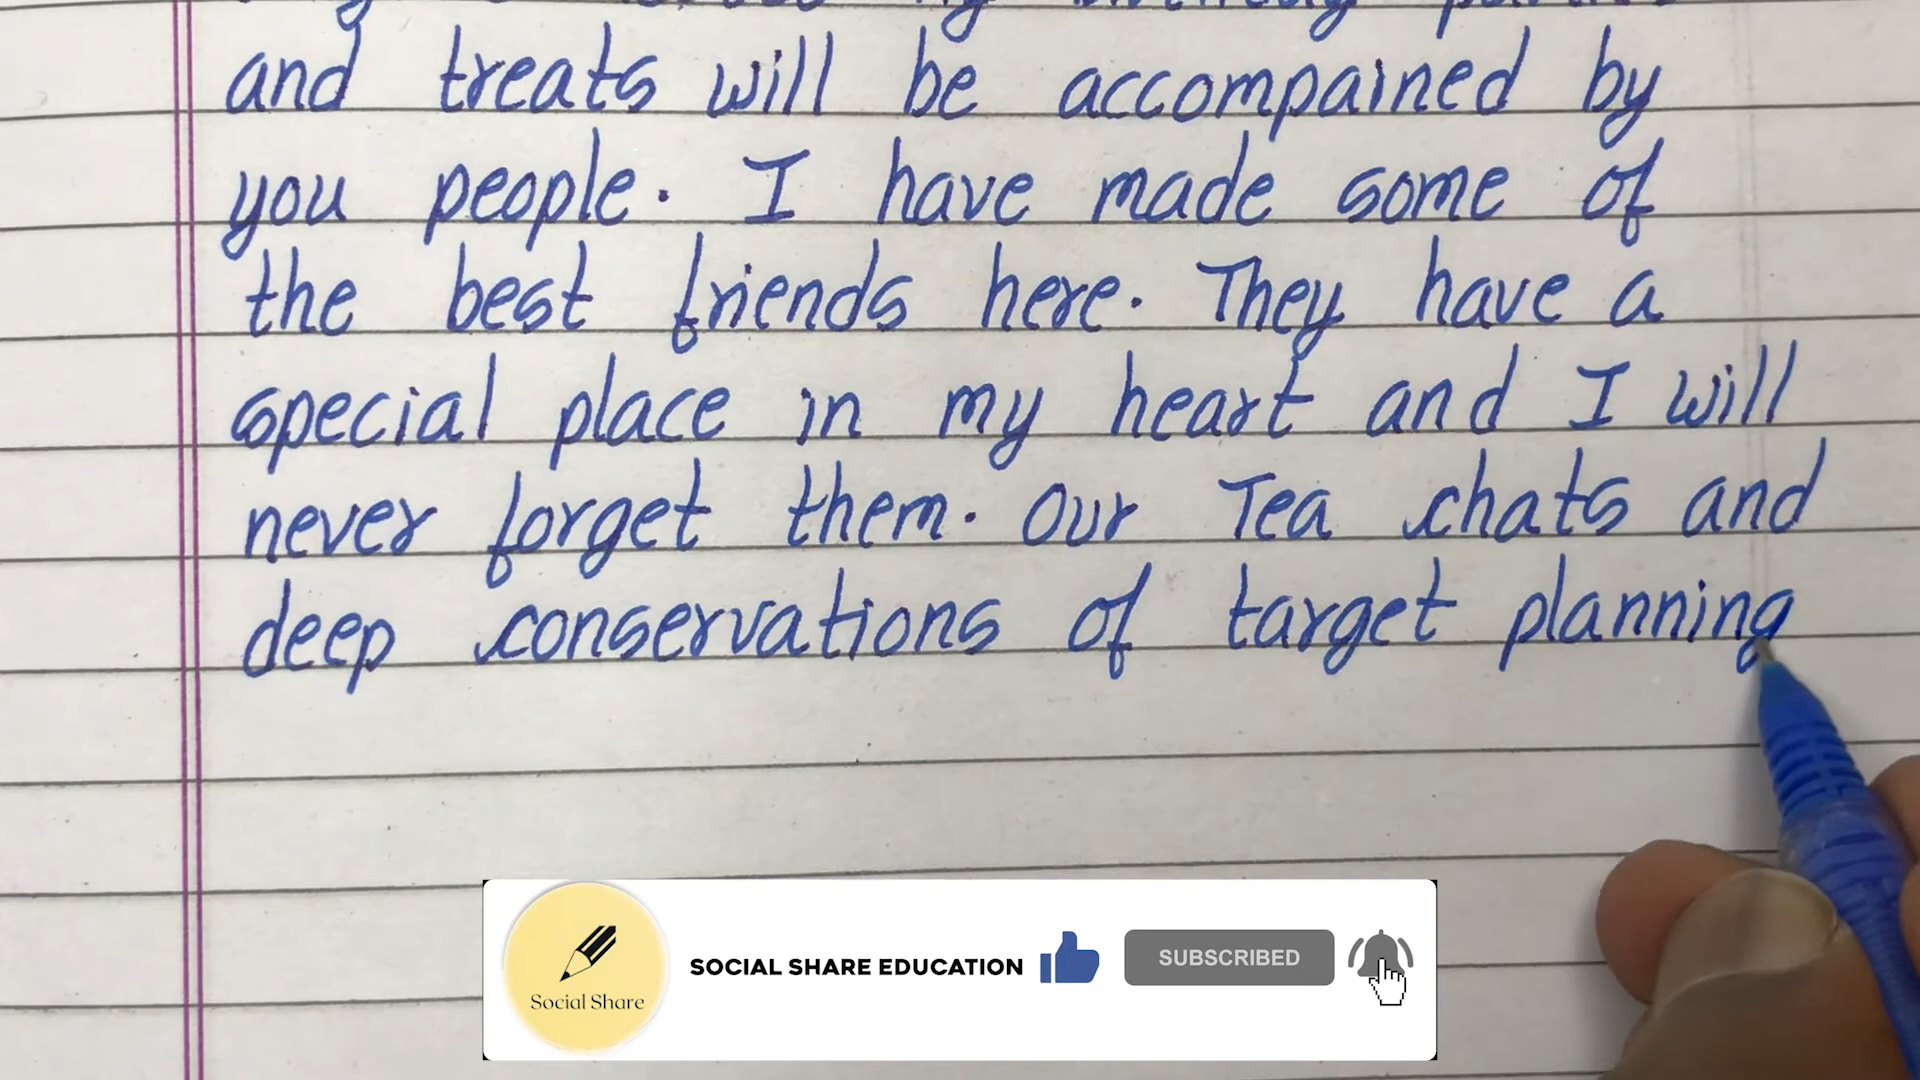 my birthday
and treats will be accompained by
you people. I have made some of
the best friends here. They have a
special place in my heart and I will
never forget them. Our Tea chats and
deep conservations of target planning
Social Share
SOCIAL SHARE EDUCATION
SUBSCRIBED